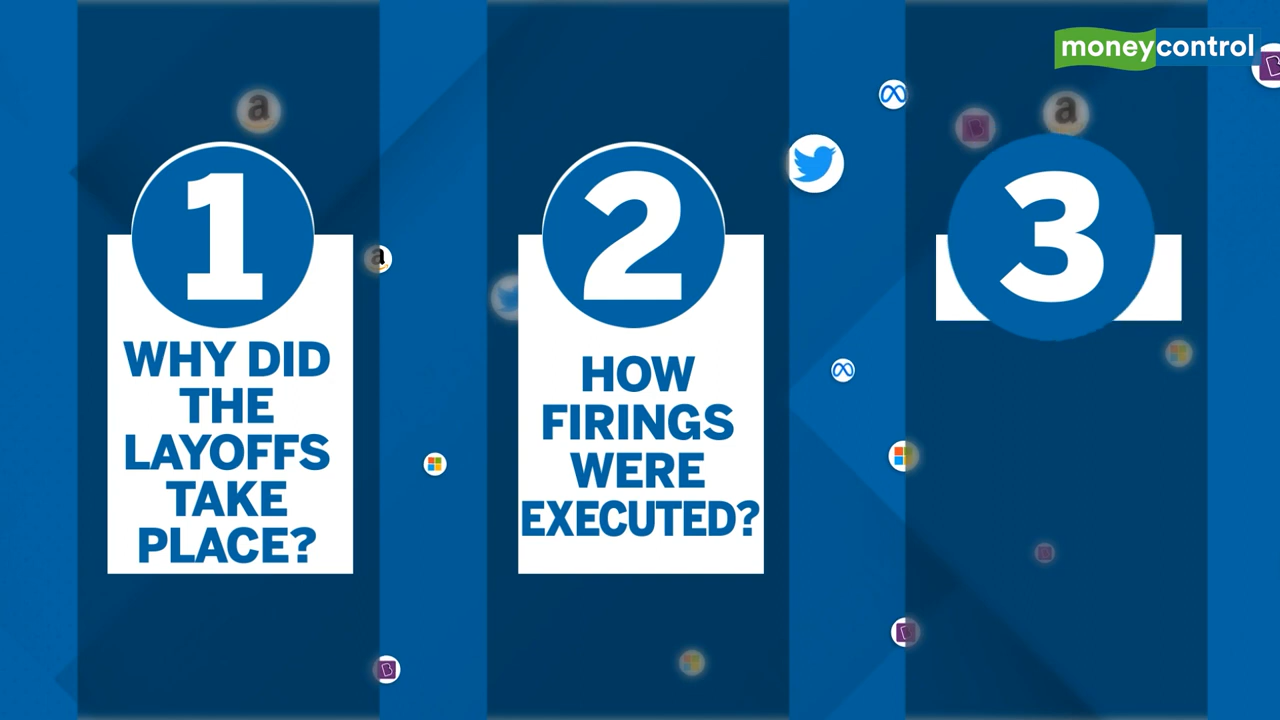 moneycontrol
1
WHY DID
THE
LAYOFFS
TAKE
PLACE?
2
HOW
FIRINGS
WERE
EXECUTED?
3